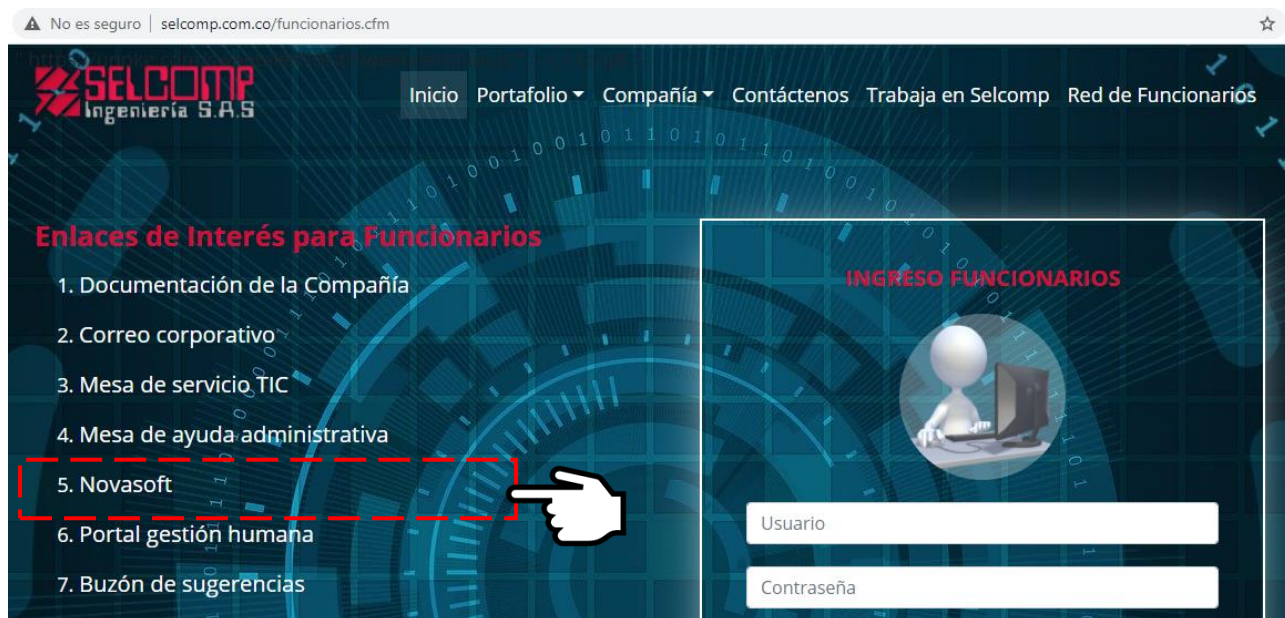 No es seguro | selcomp.com.co/funcionarios.cfm
SELCOMP
Ingeniería S.A.S
Inicio Portafolio Compañía Contáctenos Trabaja en Selcomp Red de Funcionarios
Enlaces de Interés para Funcionarios
1. Documentación de la Compañía
2. Correo corporativo
3. Mesa de servicio TIC
4. Mesa de ayuda administrativa
5. Novasoft
6. Portal gestión humana
7. Buzón de sugerencias
INGRESO FUNCIONARIOS
Usuario
Contraseña